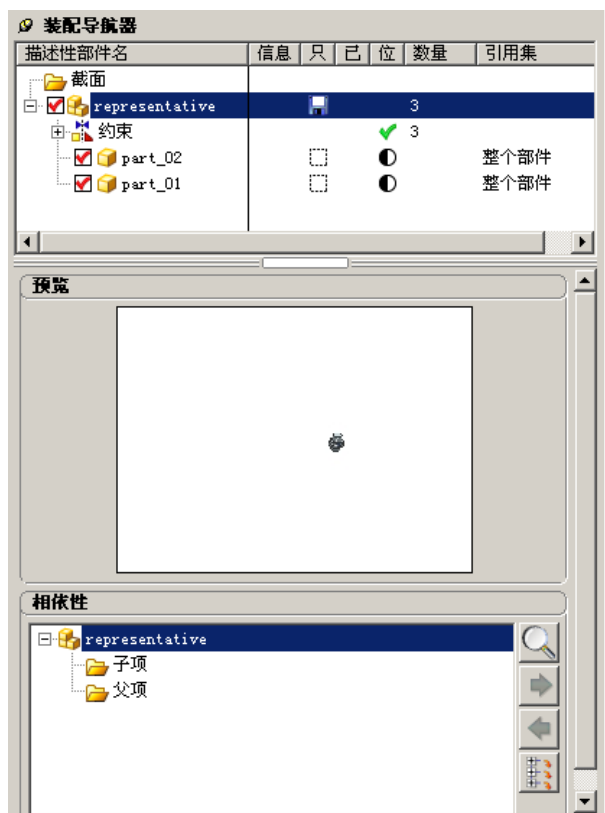 装配导航器
描述性部件名 信息 只 已 位 数量 引用集
截面
representative 3
约束 3
part_02 整个部件
part_01 整个部件
预览
相依性
representative
子项
父项